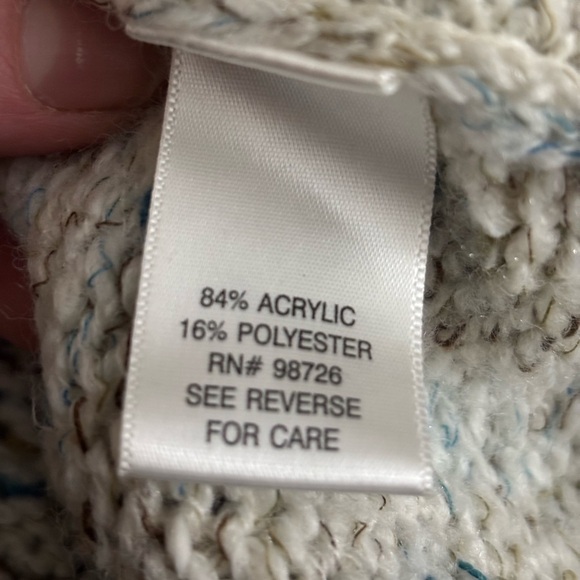 84% ACRYLIC
16% POLYESTER
RN# 98726
SEE REVERSE
FOR CARE